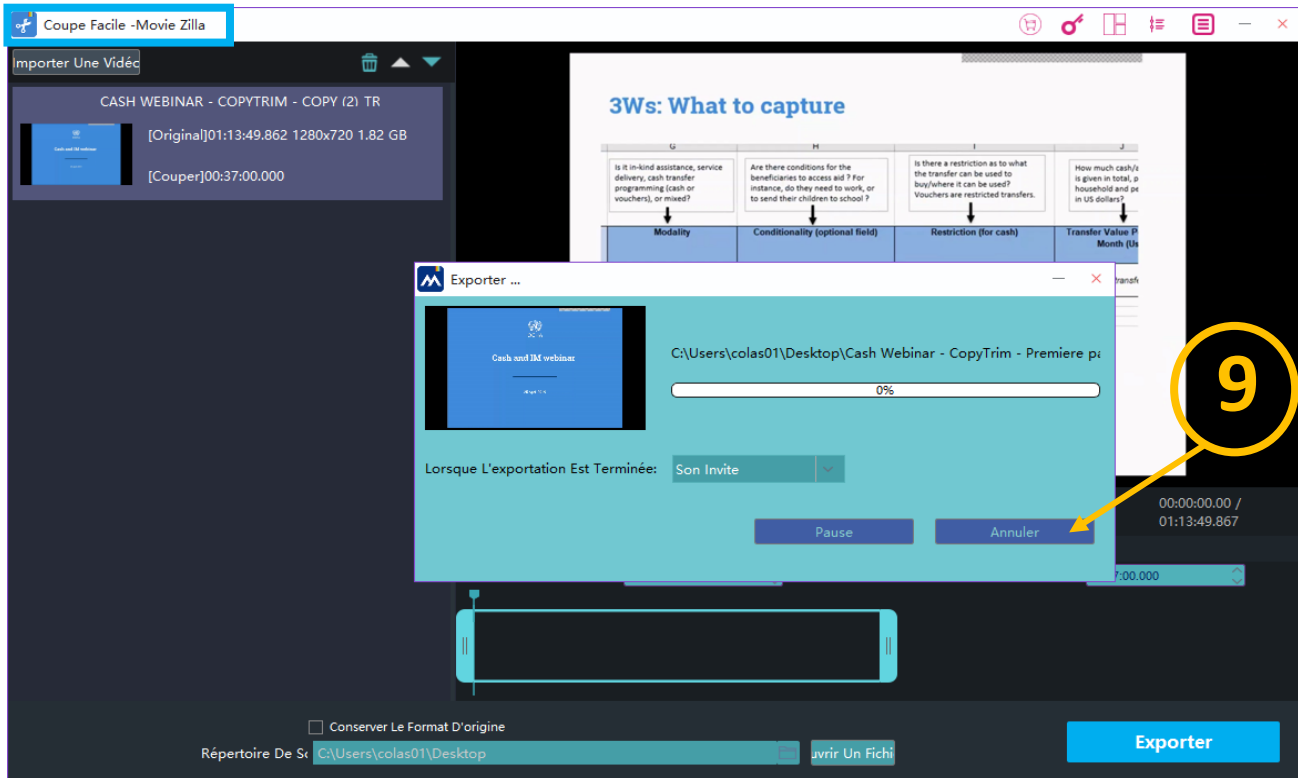 Coupe Facile -Movie Zilla
Importer Une Vidéc
CASH WEBINAR - COPYTRIM - COPY (2) TR
[Original]01:13:49.862 1280x720 1.82 GB
Cash and IM webinar
[Couper]00:37:00.000
3Ws: What to capture
G H I J
Is it in-kind assistance, service
delivery, cash transfer
programming (cash or
vouchers), or mixed?
Are there conditions for the
beneficiaries to access aid ? For
instance, do they need to work, or
to send their children to school ?
Is there a restriction as to what
the transfer can be used to
buy/where it can be used?
Vouchers are restricted transfers.
How much cash/
is given in total, p
household and pe
in US dollars?
Modality
Conditionality (optional field)
Restriction (for cash)
Transfer Value P
Month (Us
transfe
Exporter ...
Cash and IM webinar
C:\Users\colas01\Desktop\Cash Webinar - CopyTrim - Premiere pa
0%
9
Lorsque L'exportation Est Terminée: Son Invite
Pause Annuler
00:00:00.00 /
01:13:49.867
7:00.000
Conserver Le Format D'origine
Répertoire De So C:\Users\colas01\Desktop uvrir Un Fichi
Exporter